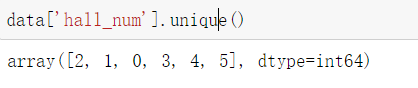 data['hall_num'].unique()
array([2, 1, 0, 3, 4, 5], dtype=int64)